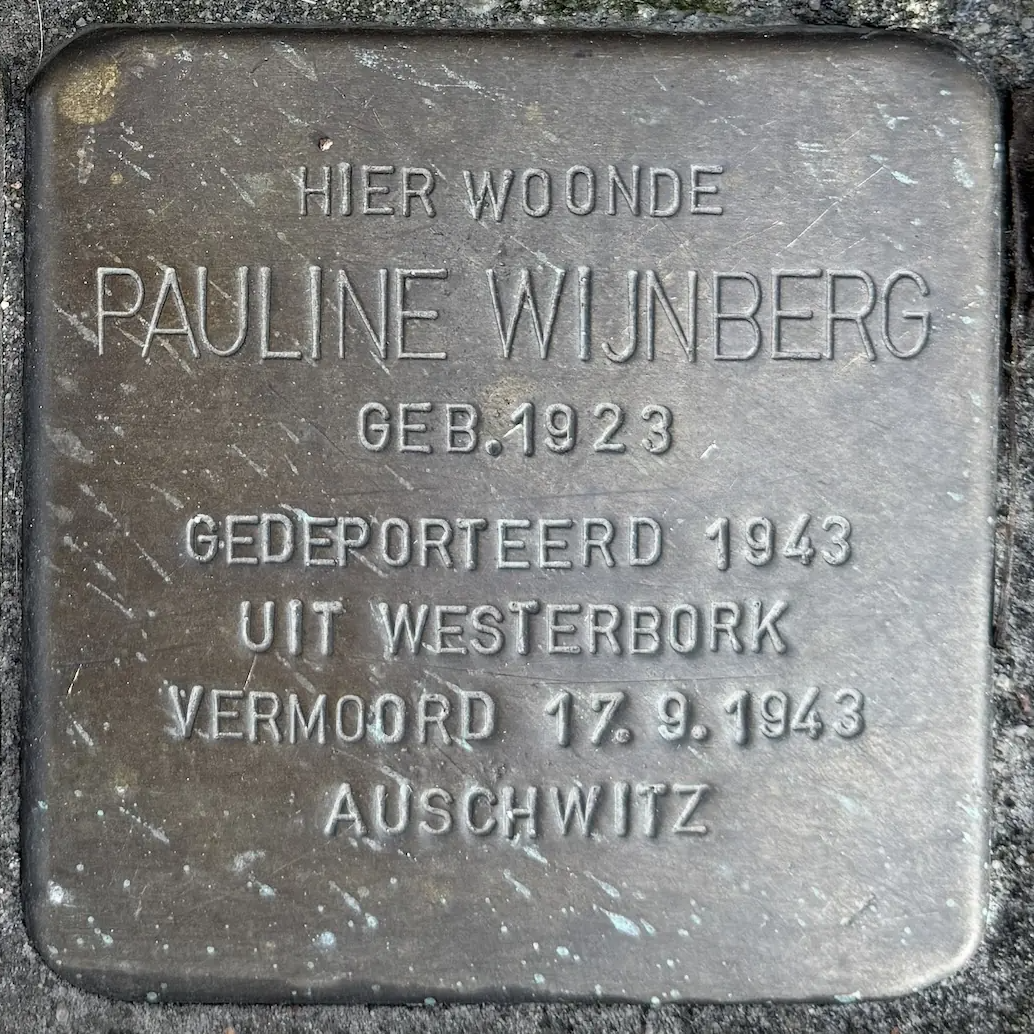 HIER WOONDE
PAULINE WIJNBERG
GEB. 1923
GEDEPORTEERD 1943
UIT WESTERBORK
VERMOORD 17. 9. 1943
AUSCHWITZ